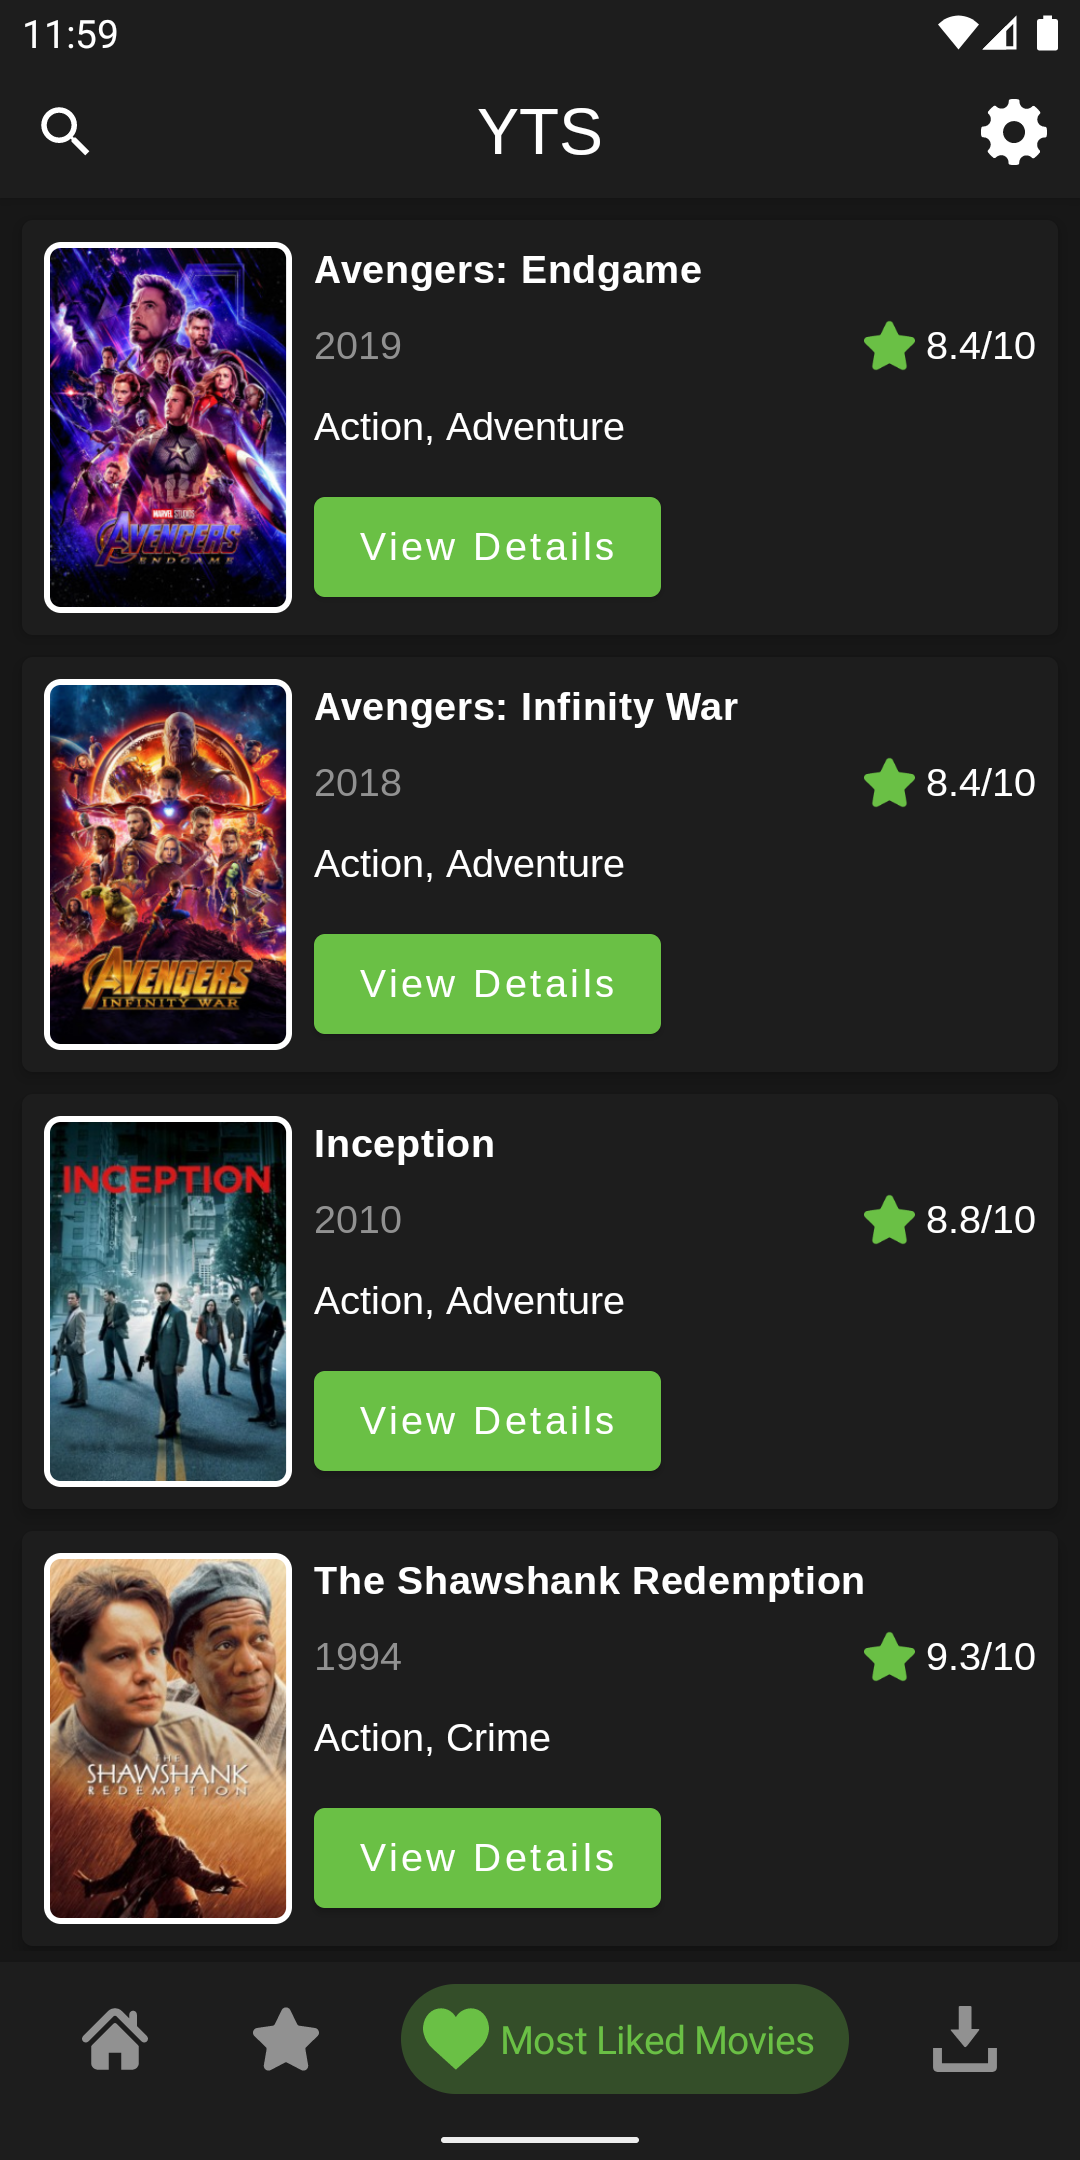 11:59
YTS
Avengers: Endgame
2019
8.4/10
Action, Adventure
View Details
MARVEL STUDIOS
AVENGERS
ENDGAME
Avengers: Infinity War
2018
8.4/10
Action, Adventure
View Details
AVENGERS
INFINITY WAR
Inception
2010
8.8/10
Action, Adventure
View Details
INCEPTION
The Shawshank Redemption
1994
9.3/10
Action, Crime
View Details
THE
SHAWSHANK
REDEMPTION
Most Liked Movies